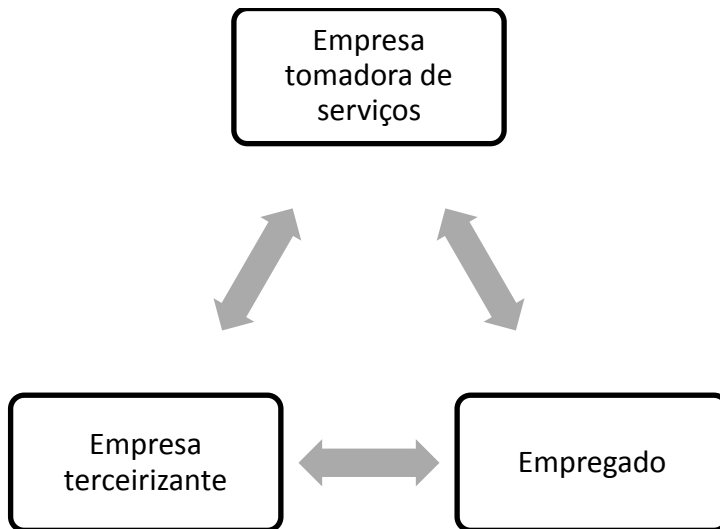 Empresa
tomadora de
serviços
Empresa
terceirizante
Empregado